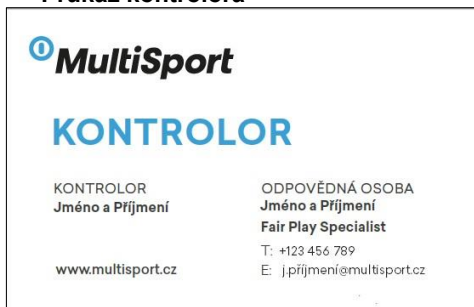 Průkaz kontrolora
MultiSport
KONTROLOR
KONTROLOR
Jméno a Příjmení
www.multisport.cz
ODPOVĚDNÁ OSOBA
Jméno a Příjmení
Fair Play Specialist
T: +123 456 789
E: j.příjmení@multisport.cz